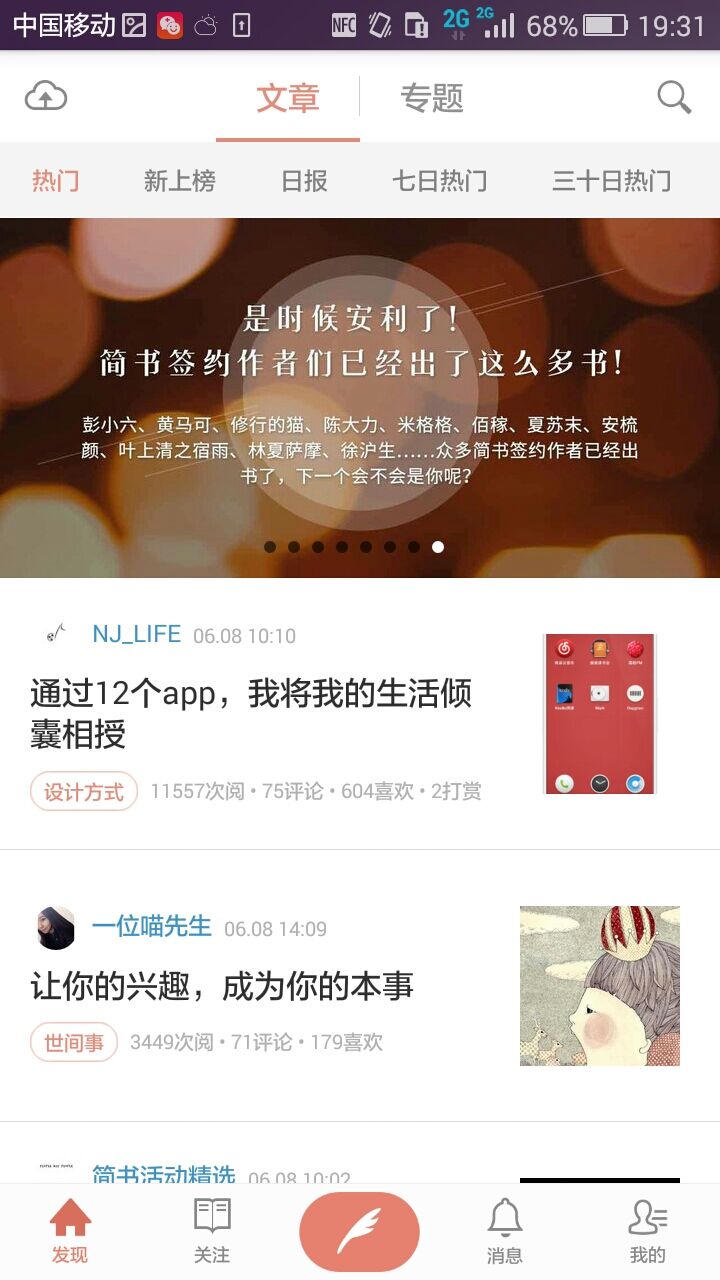 中国移动 NFC 2G 2G 68% 19:31
文章 专题
热门 新上榜 日报 七日热门 三十日热门
是时候安利了!
简书签约作者们已经出了这么多书!
彭小六、黄马可、修行的猫、陈大力、米格格、佰稼、夏苏末、安梳
颜、叶上清之宿雨、林夏萨摩、徐沪生……众多简书签约作者已经出
书了，下一个会不会是你呢?
NJ_LIFE 06.08 10:10
通过12个app，我将我的生活倾
囊相授
设计方式 11557次阅 • 75评论 • 604喜欢 • 2打赏
一位喵先生 06.08 14:09
让你的兴趣，成为你的本事
世间事 3449次阅 • 71评论 • 179喜欢
简书活动精选 06.08 10:02
发现 关注 消息 我的